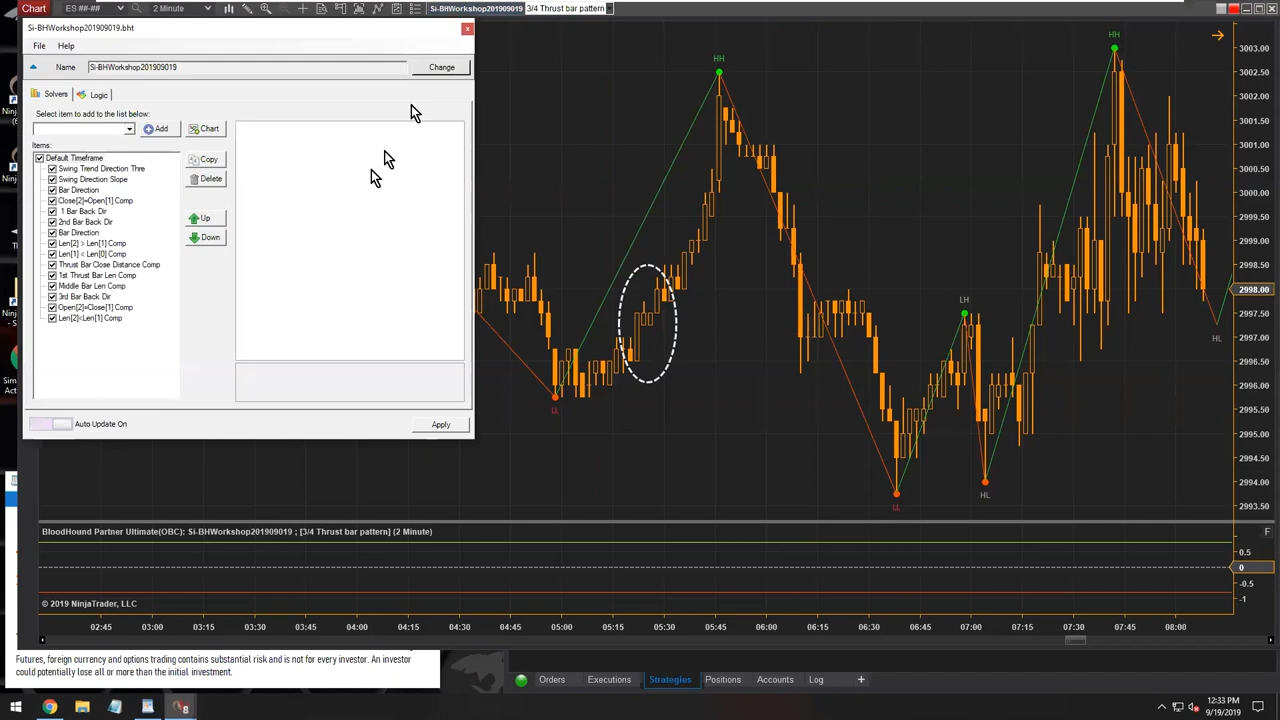 Chart ES ##-## 2 Minute Si-BHWorkshop201909019 3/4 Thrust bar pattern
Si-BHWorkshop201909019.bht x
File Help
Name Si-BHWorkshop201909019 Change
Solvers Logic
Select item to add to the list below:
Add Chart
Items:
Default Timeframe
Swing Trend Direction Thre
Swing Direction Slope
Bar Direction
Close[2]=Open[1] Comp
1 Bar Back Dir
2nd Bar Back Dir
Bar Direction
Len[2] > Len[1] Comp
Len[1] < Len[0] Comp
Thrust Bar Close Distance Comp
1st Thrust Bar Len Comp
Middle Bar Len Comp
3rd Bar Back Dir
Open[2]=Close[1] Comp
Len[2]<Len[1] Comp
Copy
Delete
Up
Down
Auto Update On Apply
HH
HH
LH
LL
LL
HL
HL
3003.00
3002.50
3002.00
3001.50
3001.00
3000.50
3000.00
2999.50
2999.00
2998.50
2998.00
2997.50
2997.00
2996.50
2996.00
2995.50
2995.00
2994.50
2994.00
2993.50
BloodHound Partner Ultimate(OBC): Si-BHWorkshop201909019 ; [3/4 Thrust bar pattern] (2 Minute) F
0.5
0
-0.5
-1
© 2019 NinjaTrader, LLC
02:45 03:00 03:15 03:30 03:45 04:00 04:15 04:30 04:45 05:00 05:15 05:30 05:45 06:00 06:15 06:30 06:45 07:00 07:15 07:30 07:45 08:00
Futures, foreign currency and options trading contains substantial risk and is not for every investor. An investor
could potentially lose all or more than the initial investment.
Orders Executions Strategies Positions Accounts Log +
12:33 PM
9/19/2019